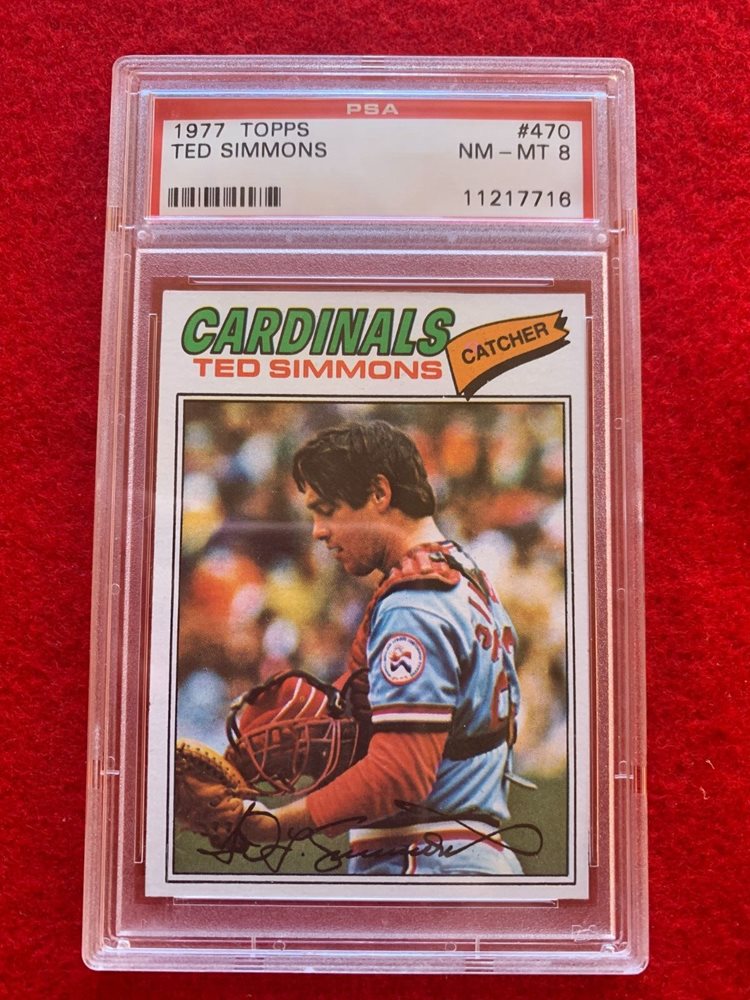 PSA
1977 TOPPS #470
TED SIMMONS NM - MT 8
11217716
CARDINALS
TED SIMMONS
CATCHER